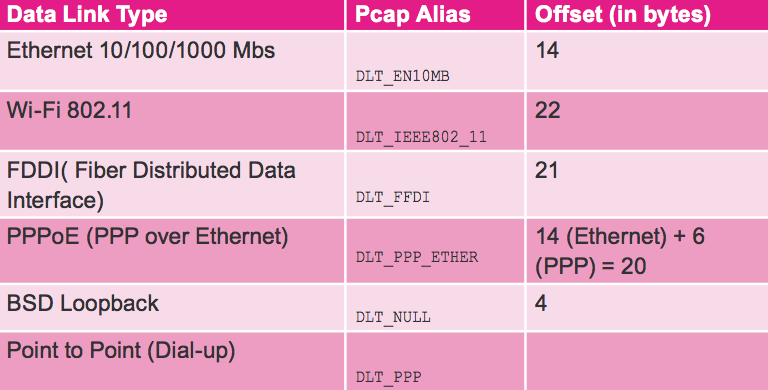 Data Link Type Pcap Alias Offset (in bytes)
Ethernet 10/100/1000 Mbs DLT_EN10MB 14
Wi-Fi 802.11 DLT_IEEE802_11 22
FDDI( Fiber Distributed Data
Interface) DLT_FFDI 21
PPPoE (PPP over Ethernet) DLT_PPP_ETHER 14 (Ethernet) + 6
(PPP) = 20
BSD Loopback DLT_NULL 4
Point to Point (Dial-up) DLT_PPP